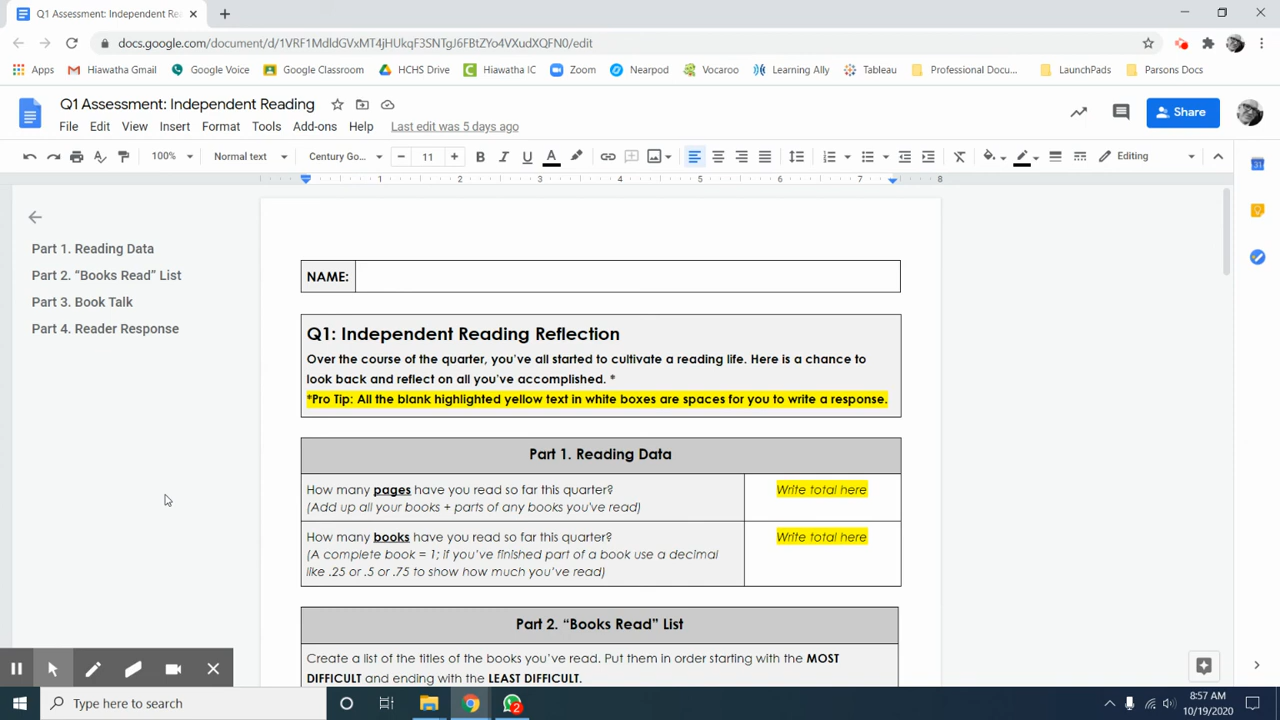 Q1 Assessment: Independent Re
docs.google.com/document/d/1VRF1MdldGVxMT4jHUkqF3SNTgJ6FBtZYo4VXudXQFN0/edit
Apps Hiawatha Gmail Google Voice Google Classroom HCHS Drive Hiawatha IC Zoom Nearpod Vocaroo Learning Ally Tableau Professional Docu... LaunchPads Parsons Docs
Q1 Assessment: Independent Reading
Share
File Edit View Insert Format Tools Add-ons Help Last edit was 5 days ago
100% Normal text Century Go... 11 Editing
1 2 3 4 5 6 7 8
Part 1. Reading Data
Part 2. “Books Read” List
Part 3. Book Talk
Part 4. Reader Response
NAME:
Q1: Independent Reading Reflection
Over the course of the quarter, you’ve all started to cultivate a reading life. Here is a chance to
look back and reflect on all you’ve accomplished. *
*Pro Tip: All the blank highlighted yellow text in white boxes are spaces for you to write a response.
Part 1. Reading Data
How many pages have you read so far this quarter?
(Add up all your books + parts of any books you've read)
Write total here
How many books have you read so far this quarter?
(A complete book = 1; if you’ve finished part of a book use a decimal
like .25 or .5 or .75 to show how much you’ve read)
Write total here
Part 2. “Books Read” List
Create a list of the titles of the books you’ve read. Put them in order starting with the MOST
DIFFICULT and ending with the LEAST DIFFICULT.
Type here to search
2
8:57 AM
10/19/2020